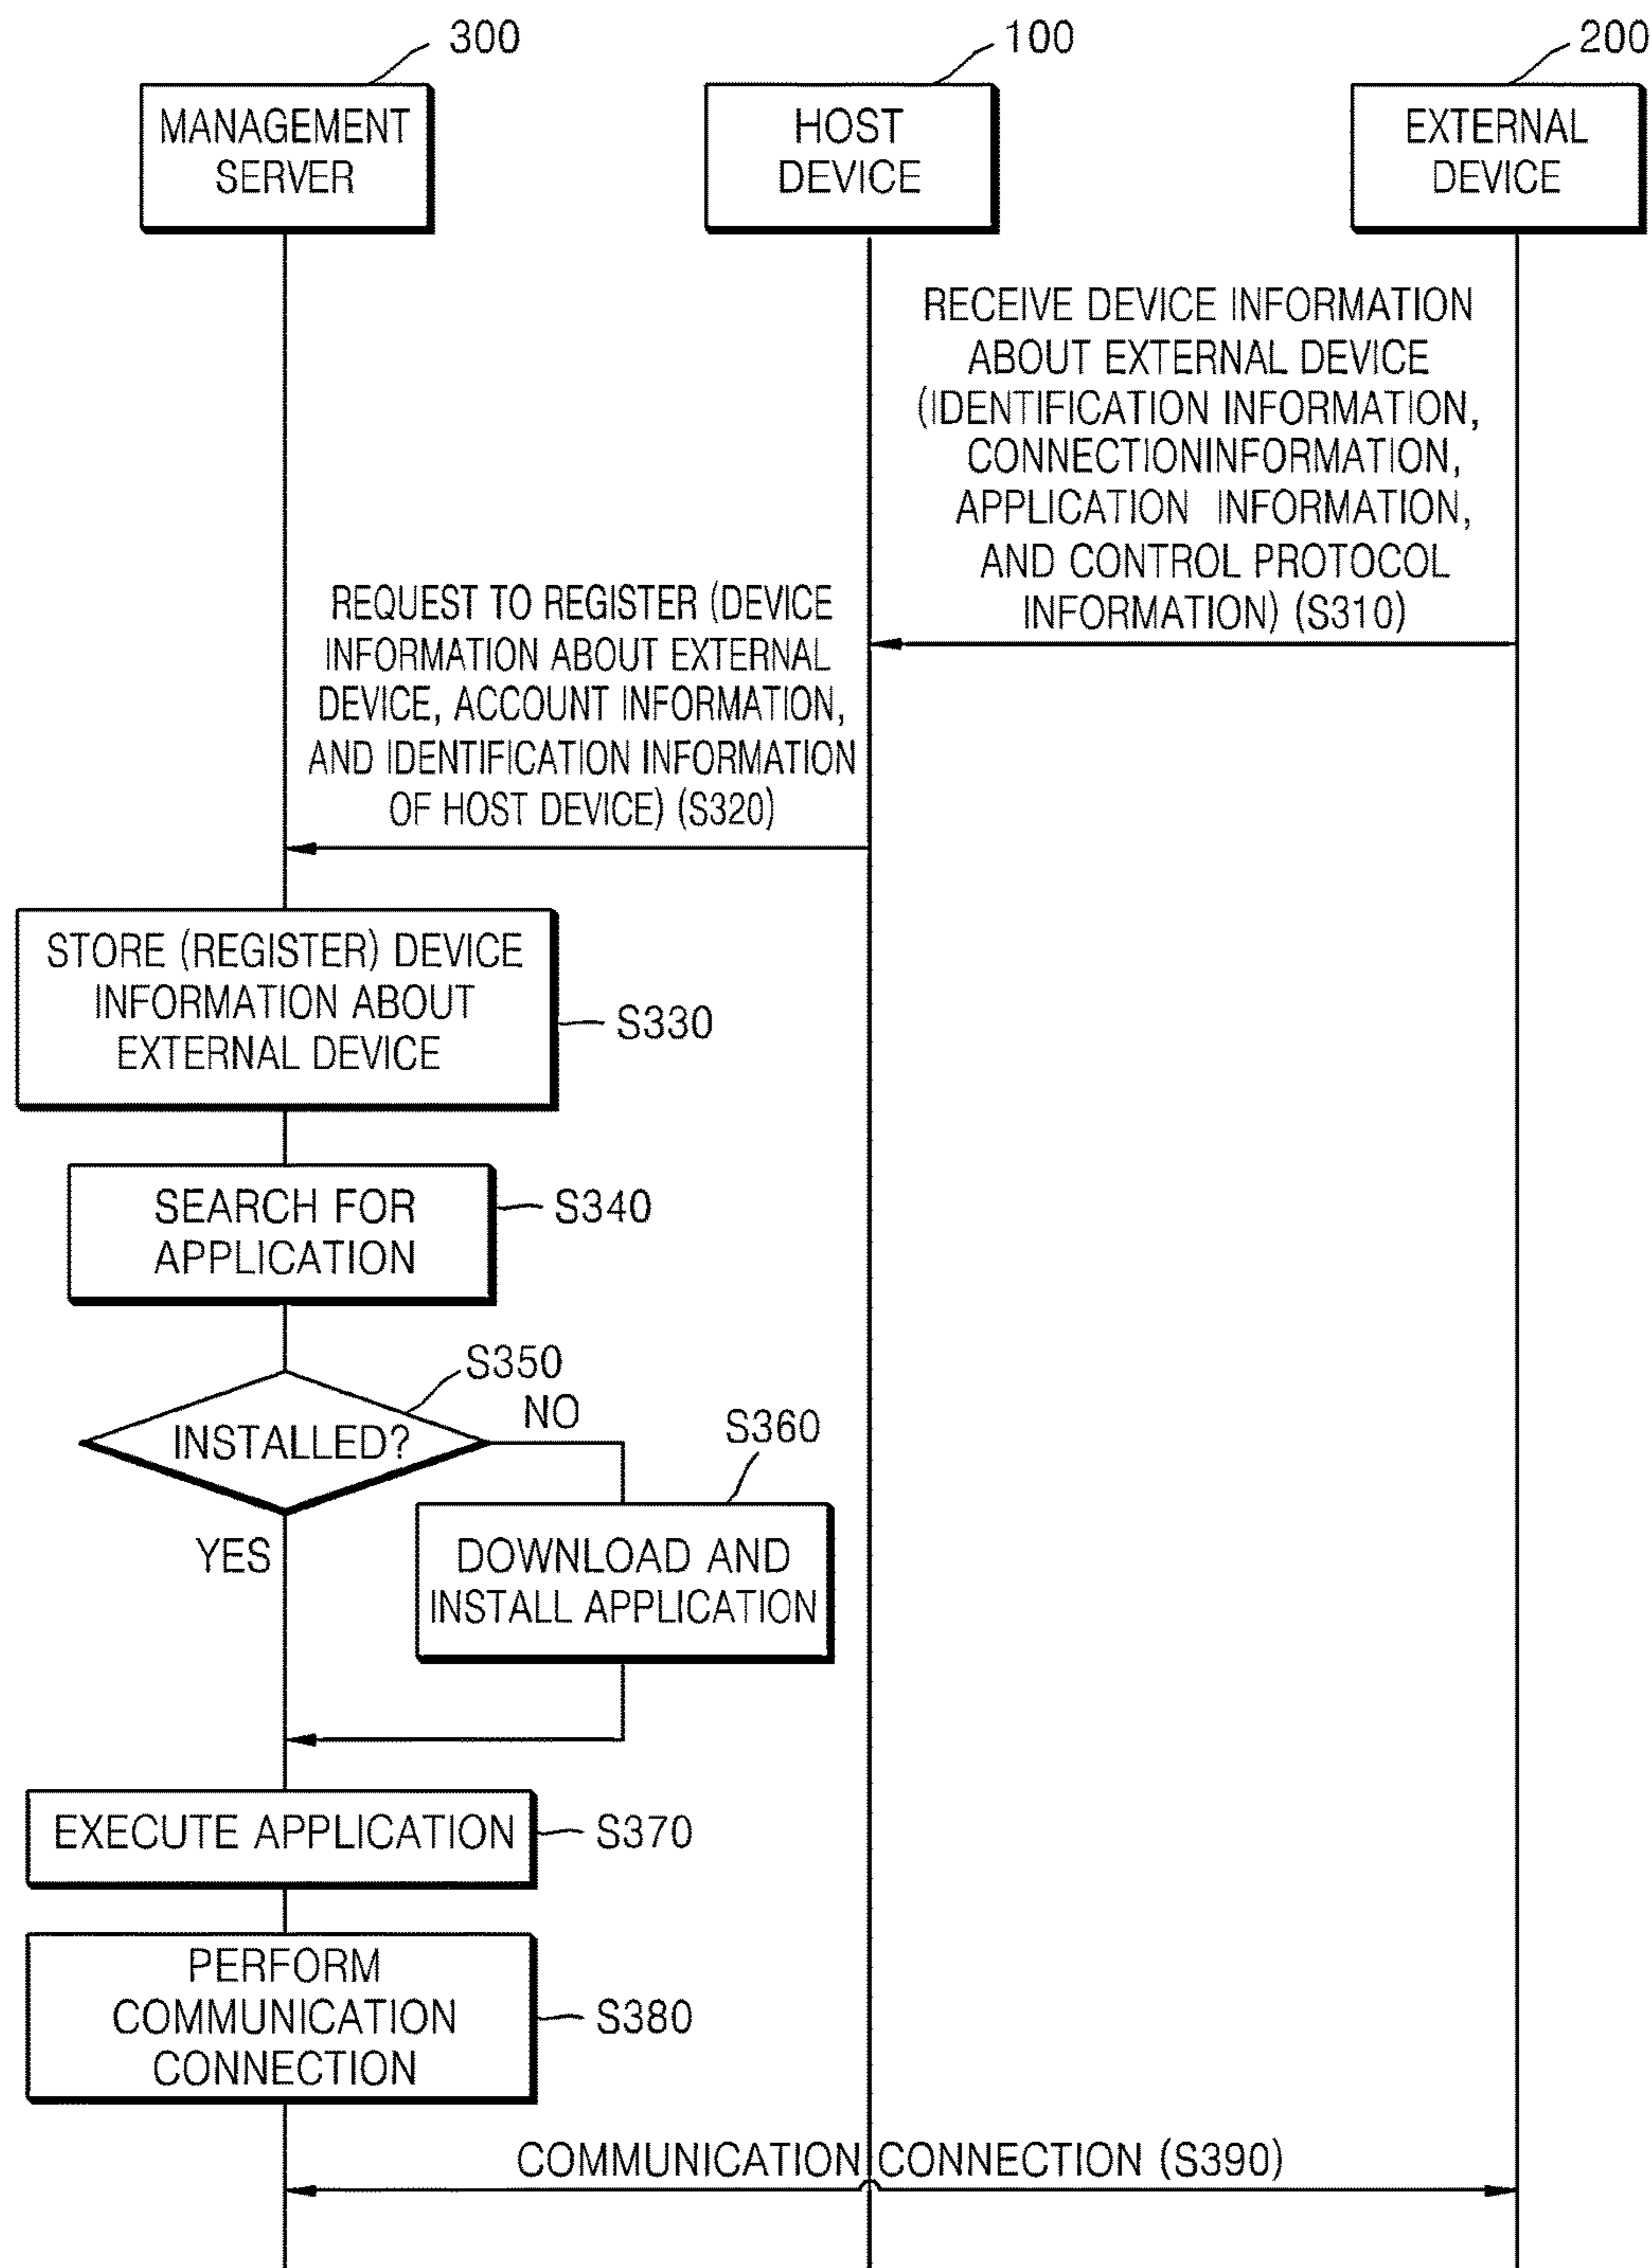 300
100
200
MANAGEMENT
SERVER
HOST
DEVICE
EXTERNAL
DEVICE
RECEIVE DEVICE INFORMATION
ABOUT EXTERNAL DEVICE
(IDENTIFICATION INFORMATION,
CONNECTIONINFORMATION,
APPLICATION INFORMATION,
AND CONTROL PROTOCOL
INFORMATION) (S310)
REQUEST TO REGISTER (DEVICE
INFORMATION ABOUT EXTERNAL
DEVICE, ACCOUNT INFORMATION,
AND IDENTIFICATION INFORMATION
OF HOST DEVICE) (S320)
STORE (REGISTER) DEVICE
INFORMATION ABOUT
EXTERNAL DEVICE
S330
SEARCH FOR
APPLICATION
S340
S350
INSTALLED?
NO
YES
S360
DOWNLOAD AND
INSTALL APPLICATION
EXECUTE APPLICATION
S370
PERFORM
COMMUNICATION
CONNECTION
S380
COMMUNICATION CONNECTION (S390)